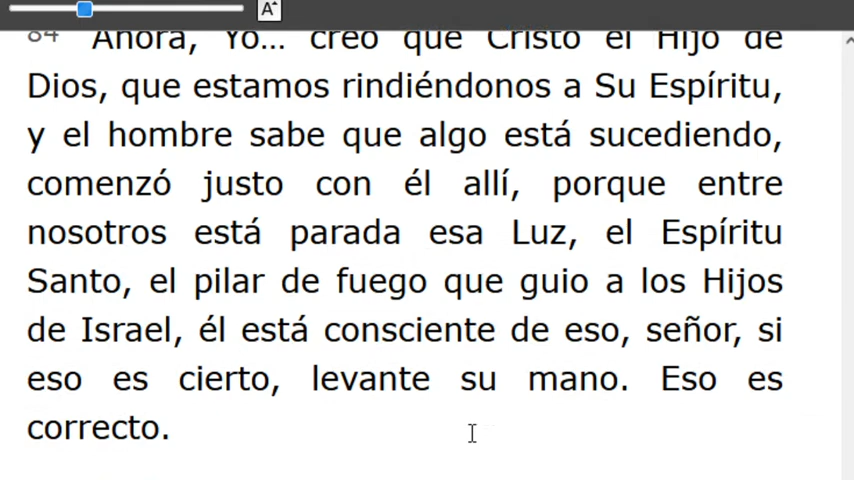 A
84 Ahora, Yo... creo que Cristo el Hijo de
Dios, que estamos rindiéndonos a Su Espíritu,
y el hombre sabe que algo está sucediendo,
comenzó justo con él allí, porque entre
nosotros está parada esa Luz, el Espíritu
Santo, el pilar de fuego que guio a los Hijos
de Israel, él está consciente de eso, señor, si
eso es cierto, levante su mano. Eso es
correcto.